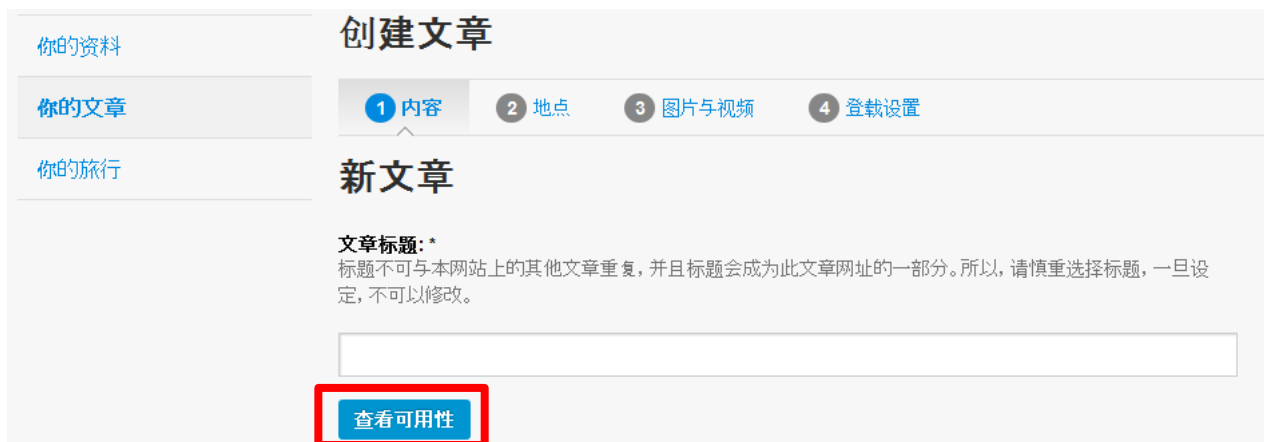 你的资料
你的文章
你的旅行
创建文章
1 内容 2 地点 3 图片与视频 4 登载设置
新文章
文章标题: *
标题不可与本网站上的其他文章重复, 并且标题会成为此文章网址的一部分。所以, 请慎重选择标题, 一旦设
定, 不可以修改。
查看可用性